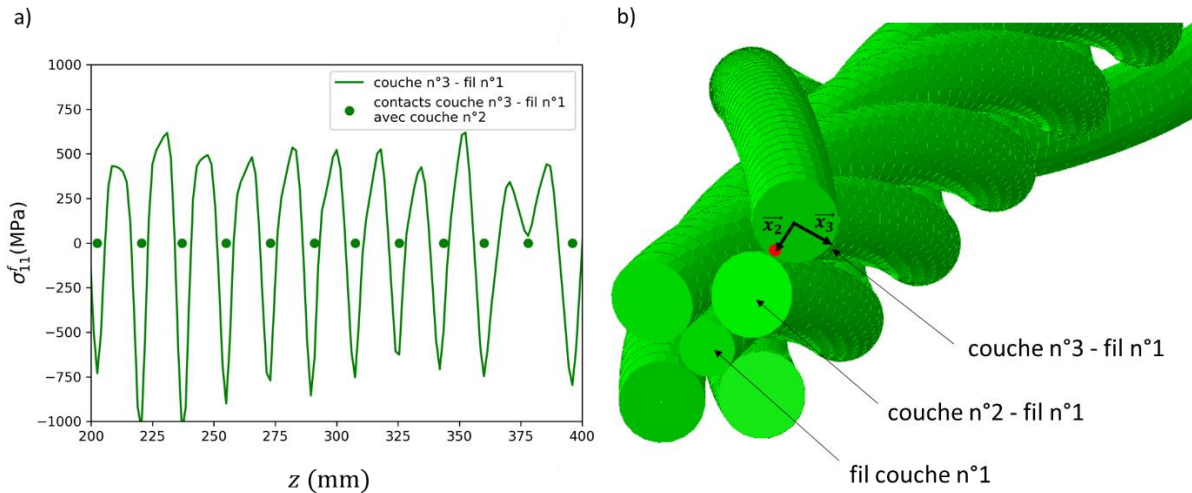 a)
1000
750
500
250
0
−250
−500
−750
−1000
200
225
250
275
300
325
350
375
400
σᶠ₁₁(MPa)
z (mm)
couche n°3 - fil n°1
contacts couche n°3 - fil n°1
avec couche n°2
b)
x₂
x₃
couche n°3 - fil n°1
couche n°2 - fil n°1
fil couche n°1